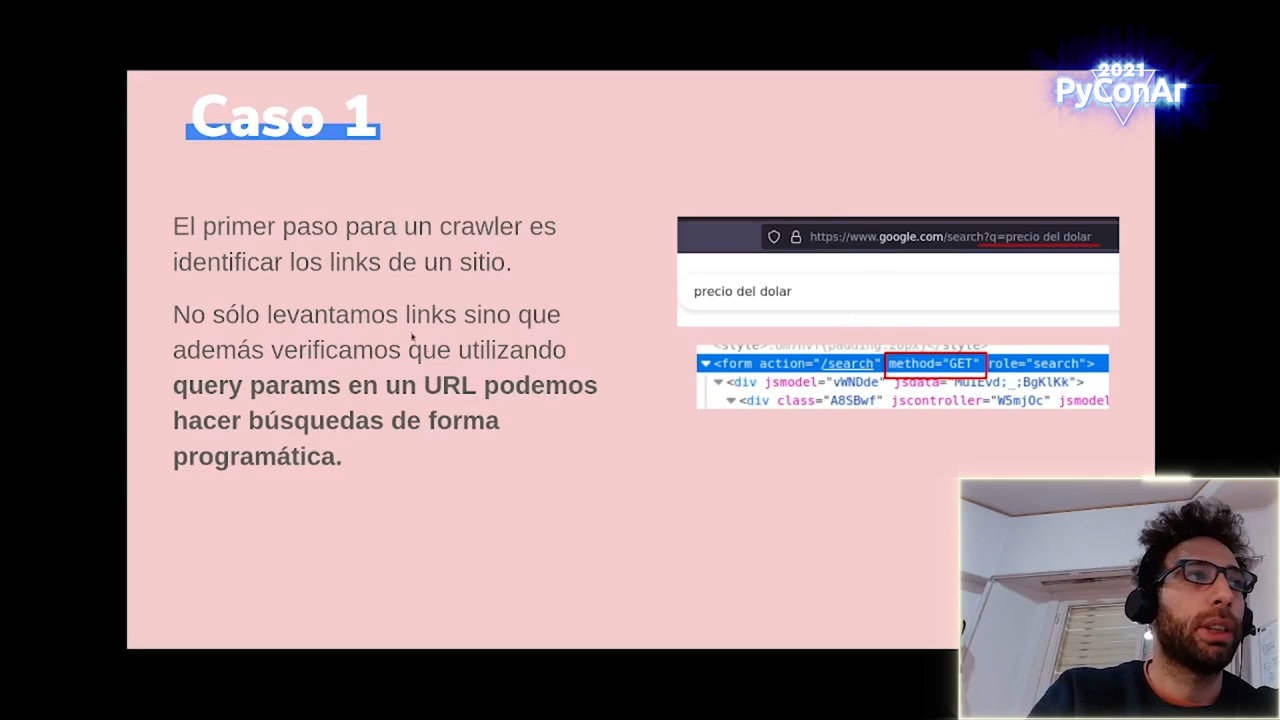 2021
PyConAr
Caso 1
El primer paso para un crawler es
identificar los links de un sitio.
No sólo levantamos links sino que
además verificamos que utilizando
query params en un URL podemos
hacer búsquedas de forma
programática.
https://www.google.com/search?q=precio del dolar
precio del dolar
<form action="/search" method="GET" role="search">
<div jsmodel="vWNDde" jsdata="MuIEvd;_;BgKlKk">
<div class="A8SBwf" jscontroller="W5mjOc" jsmodel